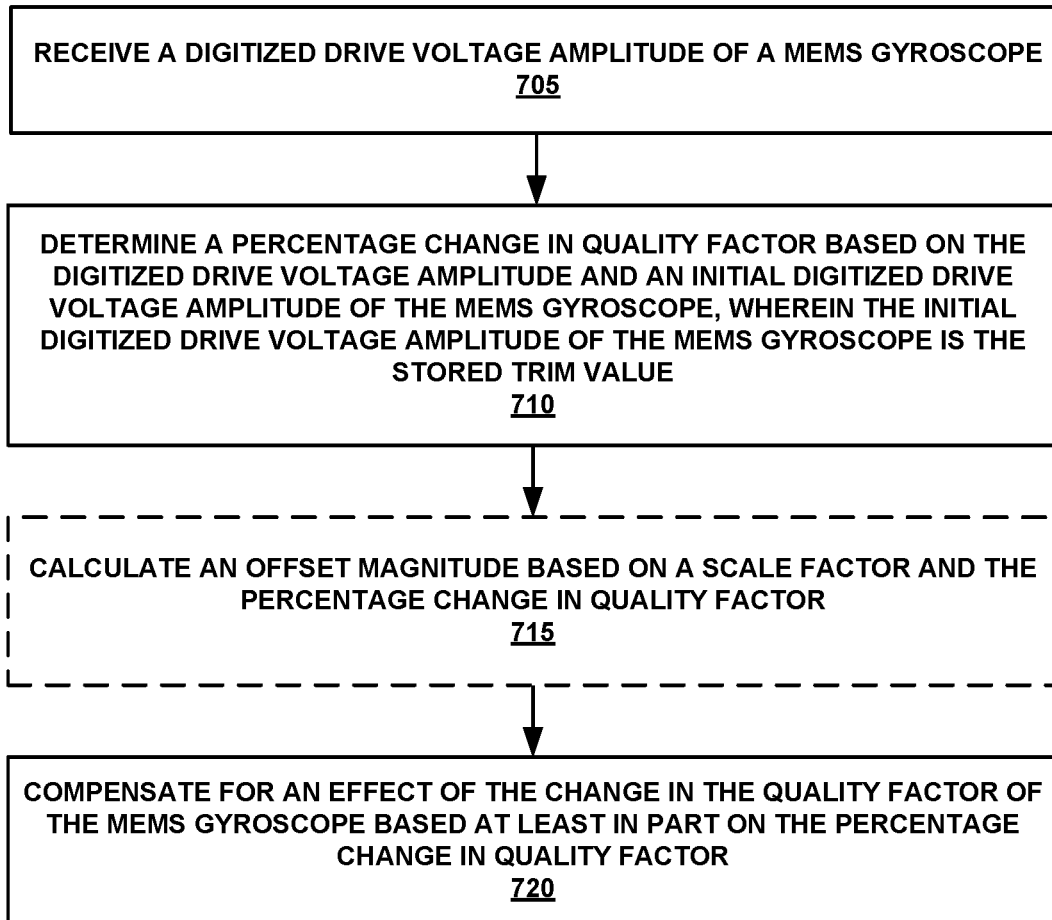 RECEIVE A DIGITIZED DRIVE VOLTAGE AMPLITUDE OF A MEMS GYROSCOPE
705
DETERMINE A PERCENTAGE CHANGE IN QUALITY FACTOR BASED ON THE
DIGITIZED DRIVE VOLTAGE AMPLITUDE AND AN INITIAL DIGITIZED DRIVE
VOLTAGE AMPLITUDE OF THE MEMS GYROSCOPE, WHEREIN THE INITIAL
DIGITIZED DRIVE VOLTAGE AMPLITUDE OF THE MEMS GYROSCOPE IS THE
STORED TRIM VALUE
710
CALCULATE AN OFFSET MAGNITUDE BASED ON A SCALE FACTOR AND THE
PERCENTAGE CHANGE IN QUALITY FACTOR
715
COMPENSATE FOR AN EFFECT OF THE CHANGE IN THE QUALITY FACTOR OF
THE MEMS GYROSCOPE BASED AT LEAST IN PART ON THE PERCENTAGE
CHANGE IN QUALITY FACTOR
720